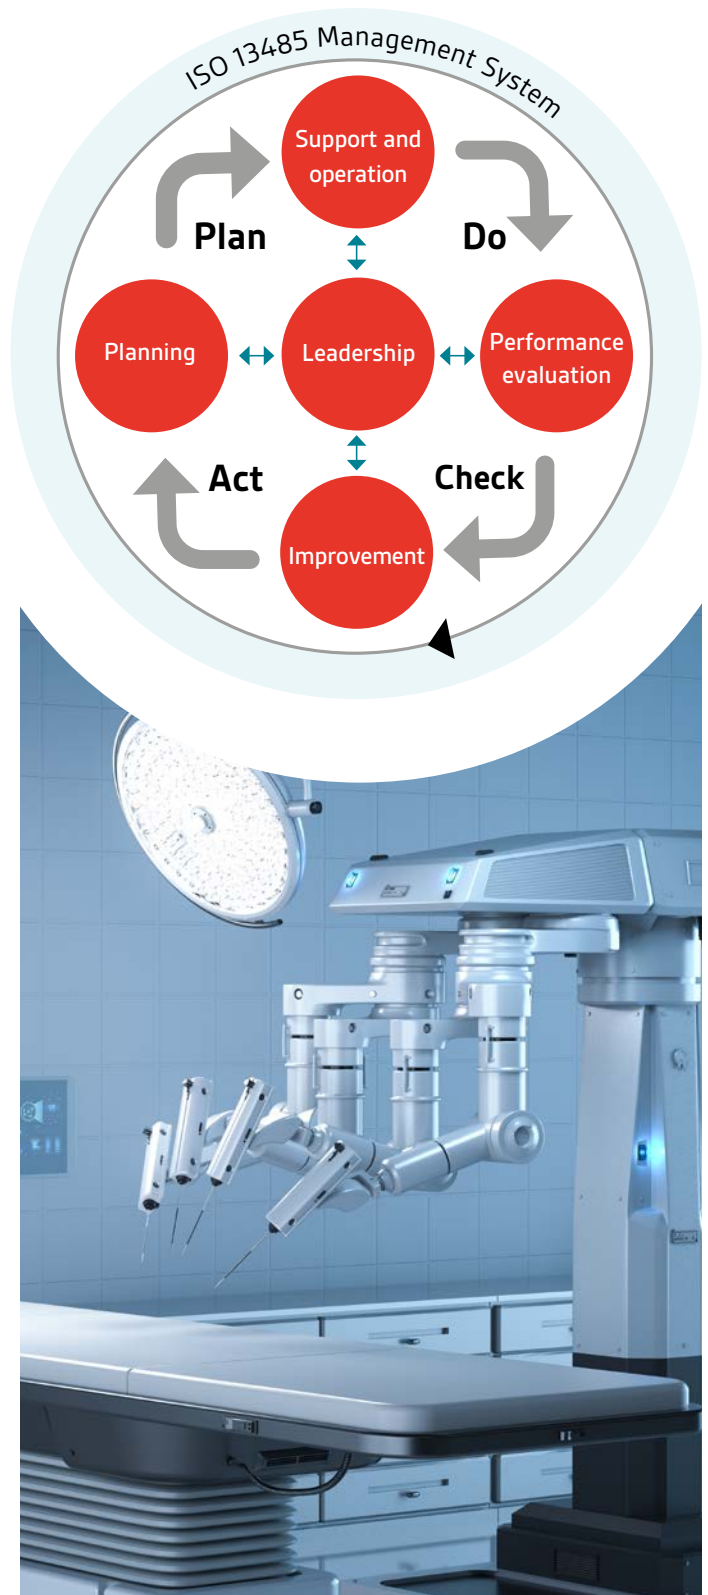 ISO 13485 Management System
Support and
operation
Plan
Do
Planning
Leadership
Performance
evaluation
Act
Check
Improvement